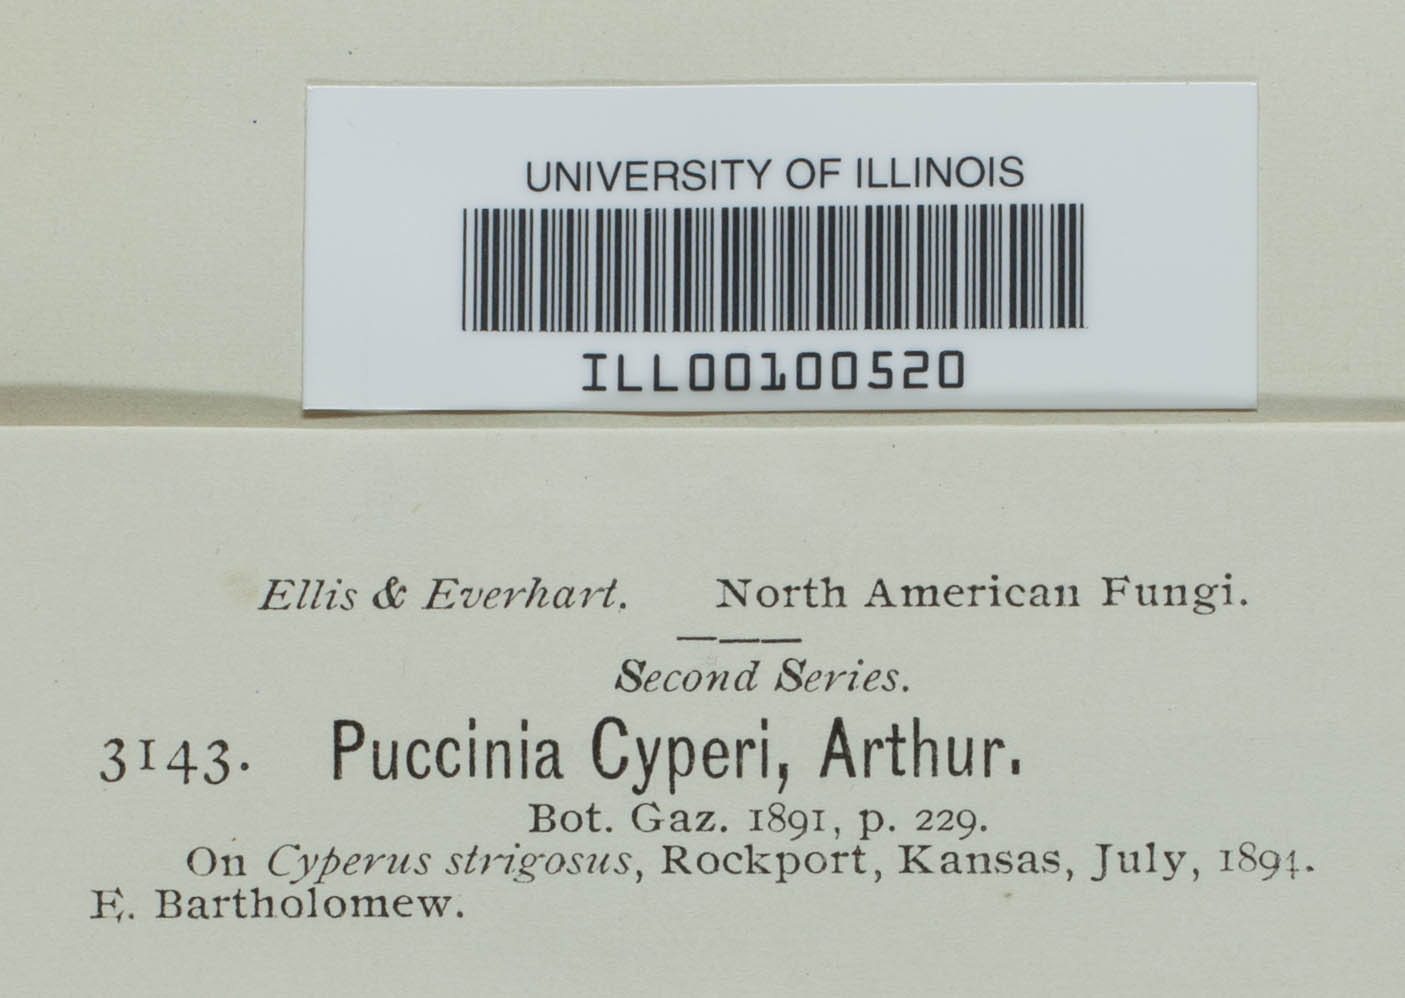 UNIVERSITY OF ILLINOIS
ILL00100520
Ellis & Everhart. North American Fungi.
Second Series.
3143. Puccinia Cyperi, Arthur.
Bot. Gaz. 1891, p. 229.
On Cyperus strigosus, Rockport, Kansas, July, 1894.
E. Bartholomew.